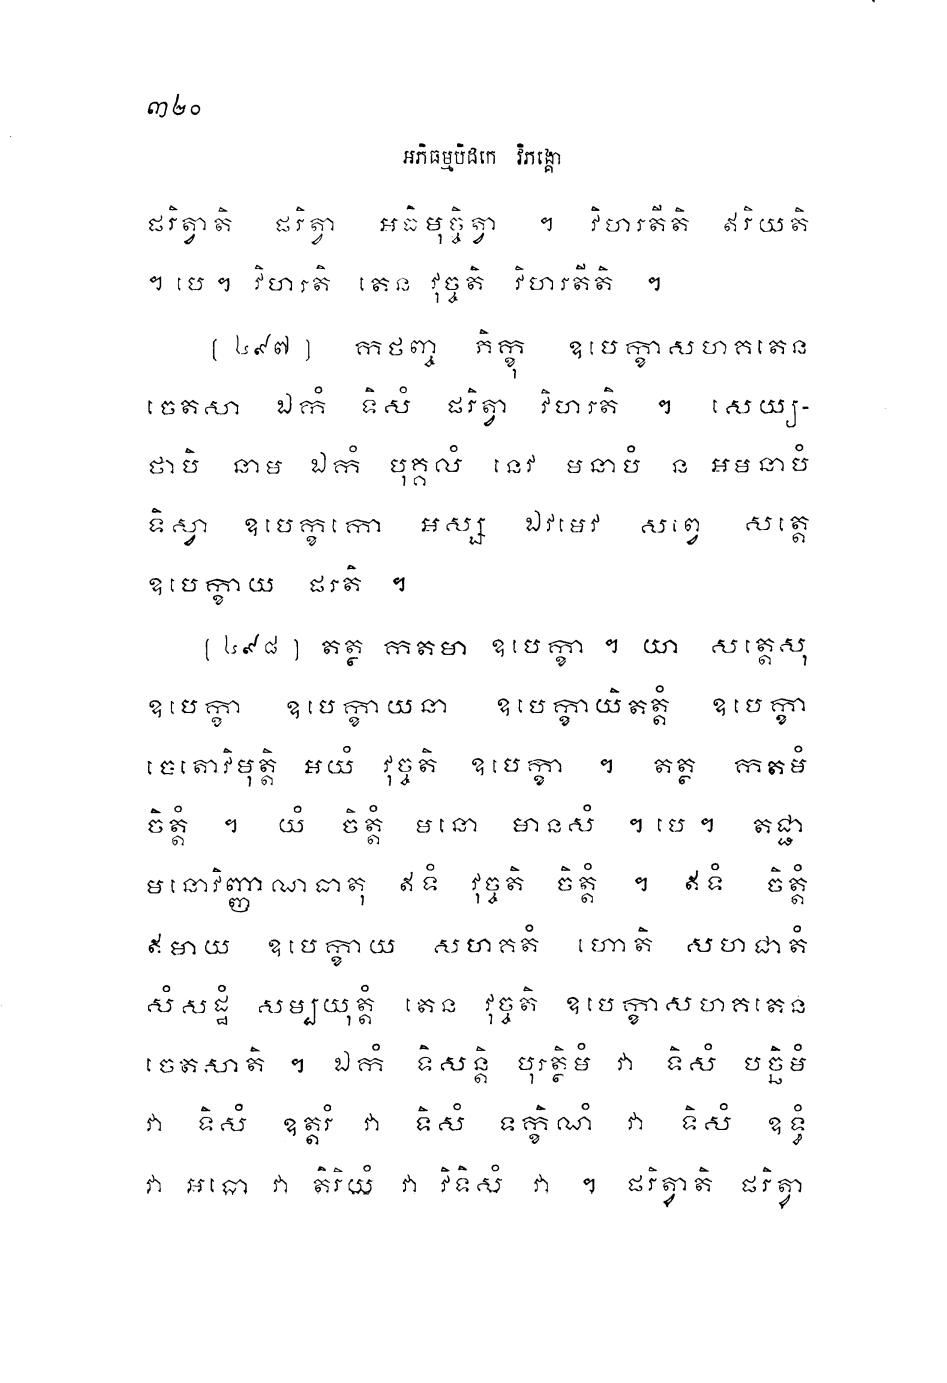 ៣២០
អភិធម្មបិដកេ វិភង្គោ
ផរិត្វាតិ ផរិត្វា អធិមុច្ចិត្វា ។ វិហរតីតិ ឥរិយតិ
។ បេ ។ វិហរតិ តេន វុច្ចតិ វិហរតីតិ ។
[ ៤៩៧ ] កថញ្ច ភិក្ខុ ឧបេក្ខាសហគតេន
ចេតសា ឯកំ ទិសំ ផរិត្វា វិហរតិ ។ សេយ្យ-
ថាបិ នាម ឯកំ បុគ្គលំ នេវ មនាបំ ន អមនាបំ
ទិស្វា ឧបេក្ខកោ អស្ស ឯវមេវ សព្វេ សត្តេ
ឧបេក្ខាយ ផរតិ ។
[ ៤៩៨ ] តត្ថ កតមា ឧបេក្ខា ។ យា សត្តេសុ
ឧបេក្ខា ឧបេក្ខាយនា ឧបេក្ខាយិតត្តំ ឧបេក្ខា
ចេតោវិមុត្តិ អយំ វុច្ចតិ ឧបេក្ខា ។ តត្ថ កតមំ
ចិត្តំ ។ យំ ចិត្តំ មនោ មានសំ ។ បេ ។ តជ្ជា
មនោវិញ្ញាណធាតុ ឥទំ វុច្ចតិ ចិត្តំ ។ ឥទំ ចិត្តំ
ឥមាយ ឧបេក្ខាយ សហគតំ ហោតិ សហជាតំ
សំសដ្ឋំ សម្បយុត្តំ តេន វុច្ចតិ ឧបេក្ខាសហគតេន
ចេតសាតិ ។ ឯកំ ទិសន្តិ បុរត្ថិមំ វា ទិសំ បច្ឆិមំ
វា ទិសំ ឧត្តរំ វា ទិសំ ទក្ខិណំ វា ទិសំ ឧទ្ធំ
វា អធោ វា តិរិយំ វា វិទិសំ វា ។ ផរិត្វាតិ ផរិត្វា